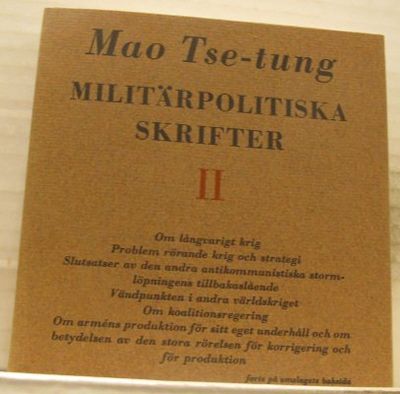 Mao Tse-tung
MILITÄRPOLITISKA
SKRIFTER
II
Om långvarigt krig
Problem rörande krig och strategi
Slutsatser av den andra antikommunistiska storm-
löpningens tillbakaslående
Vändpunkten i andra världskriget
Om koalitionsregering
Om arméns produktion för sitt eget underhåll och om
betydelsen av den stora rörelsen för korrigering och
för produktion
forts på omslagets baksida